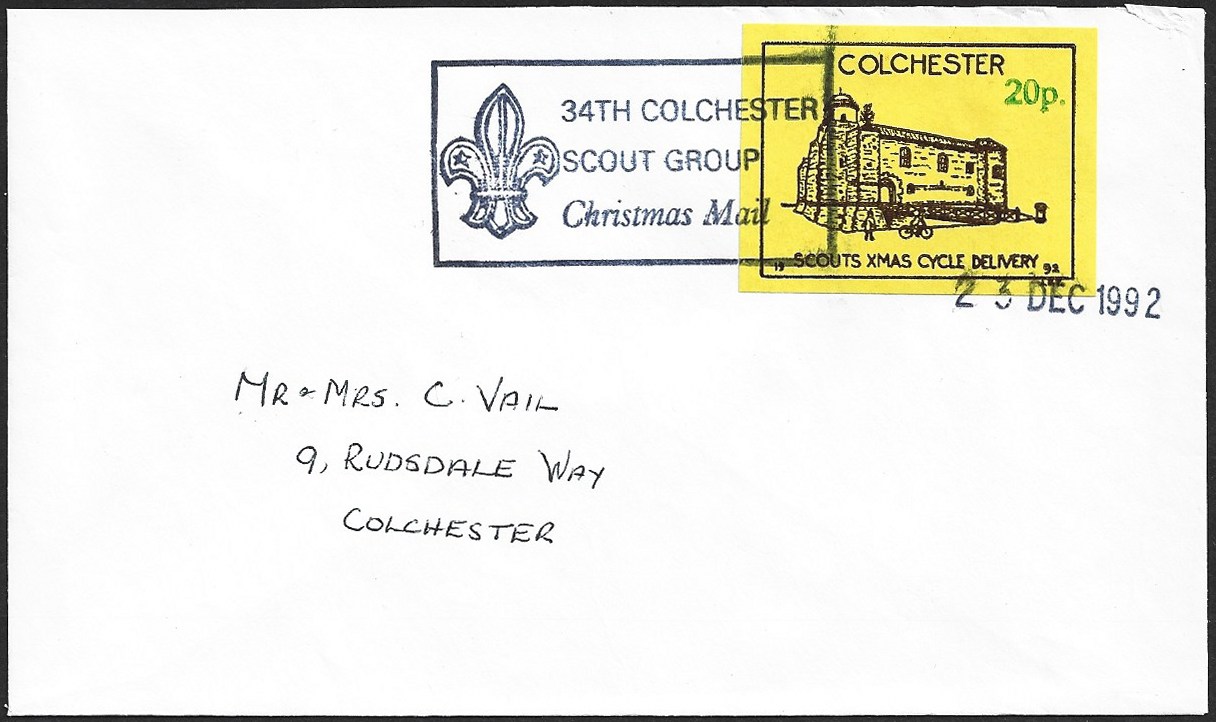 COLCHESTER
20p.
34TH COLCHESTER
SCOUT GROUP
Christmas Mail
19 SCOUTS XMAS CYCLE DELIVERY 92
23 DEC 1992
MR & MRS. C. VAIL
9, RUDSDALE WAY
COLCHESTER